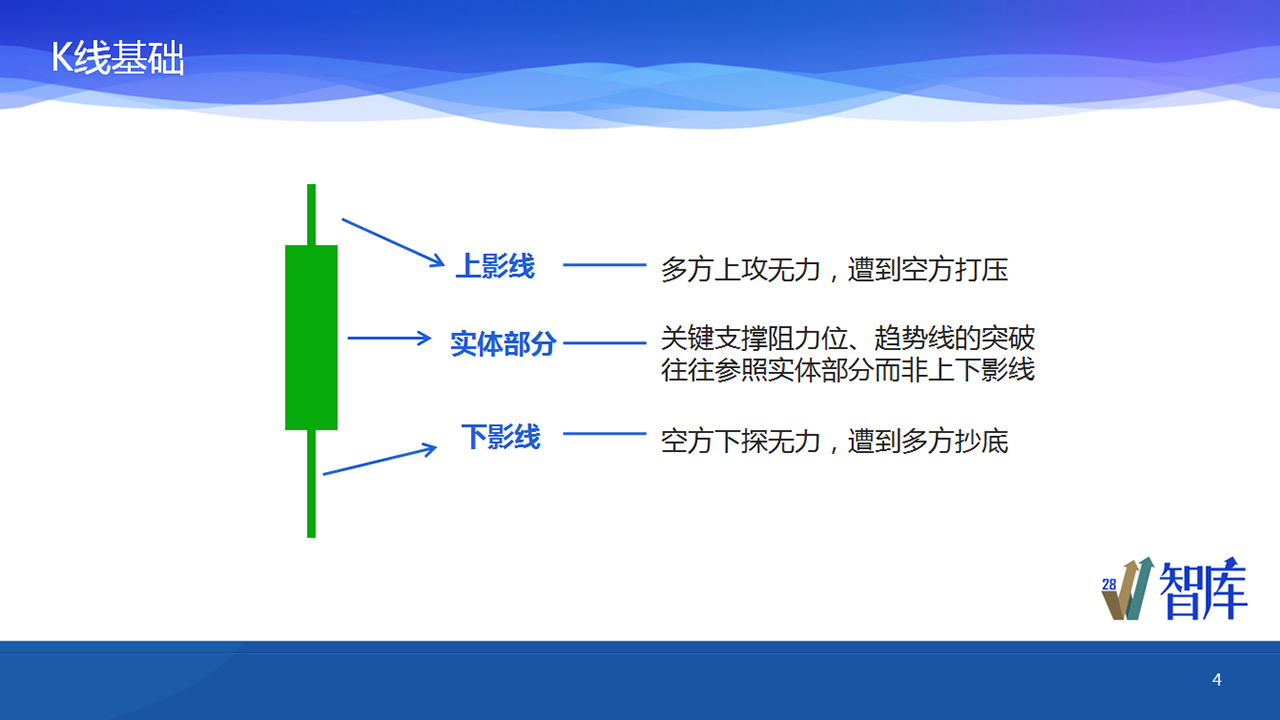 K线基础
上影线
多方上攻无力，遭到空方打压
实体部分
关键支撑阻力位、趋势线的突破
往往参照实体部分而非上下影线
下影线
空方下探无力，遭到多方抄底
28
智库
4